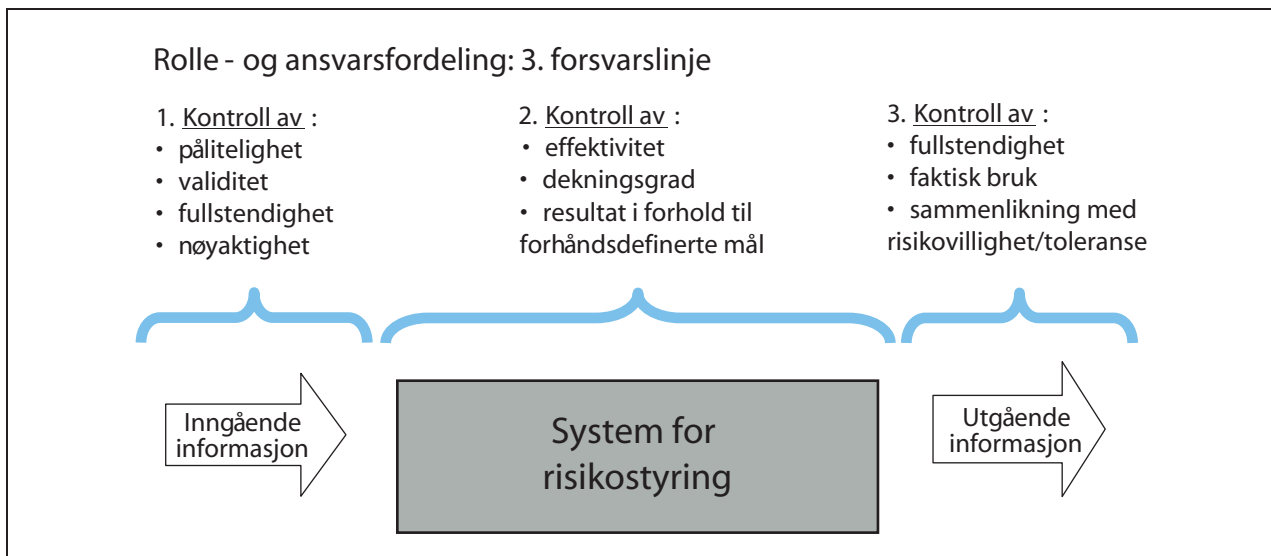 Rolle - og ansvarsfordeling: 3. forsvarslinje
1. Kontroll av :
• pålitelighet
• validitet
• fullstendighet
• nøyaktighet
2. Kontroll av :
• effektivitet
• dekningsgrad
• resultat i forhold til
forhåndsdefinerte mål
3. Kontroll av :
• fullstendighet
• faktisk bruk
• sammenlikning med
risikovillighet/toleranse
Inngående
informasjon
System for
risikostyring
Utgående
informasjon